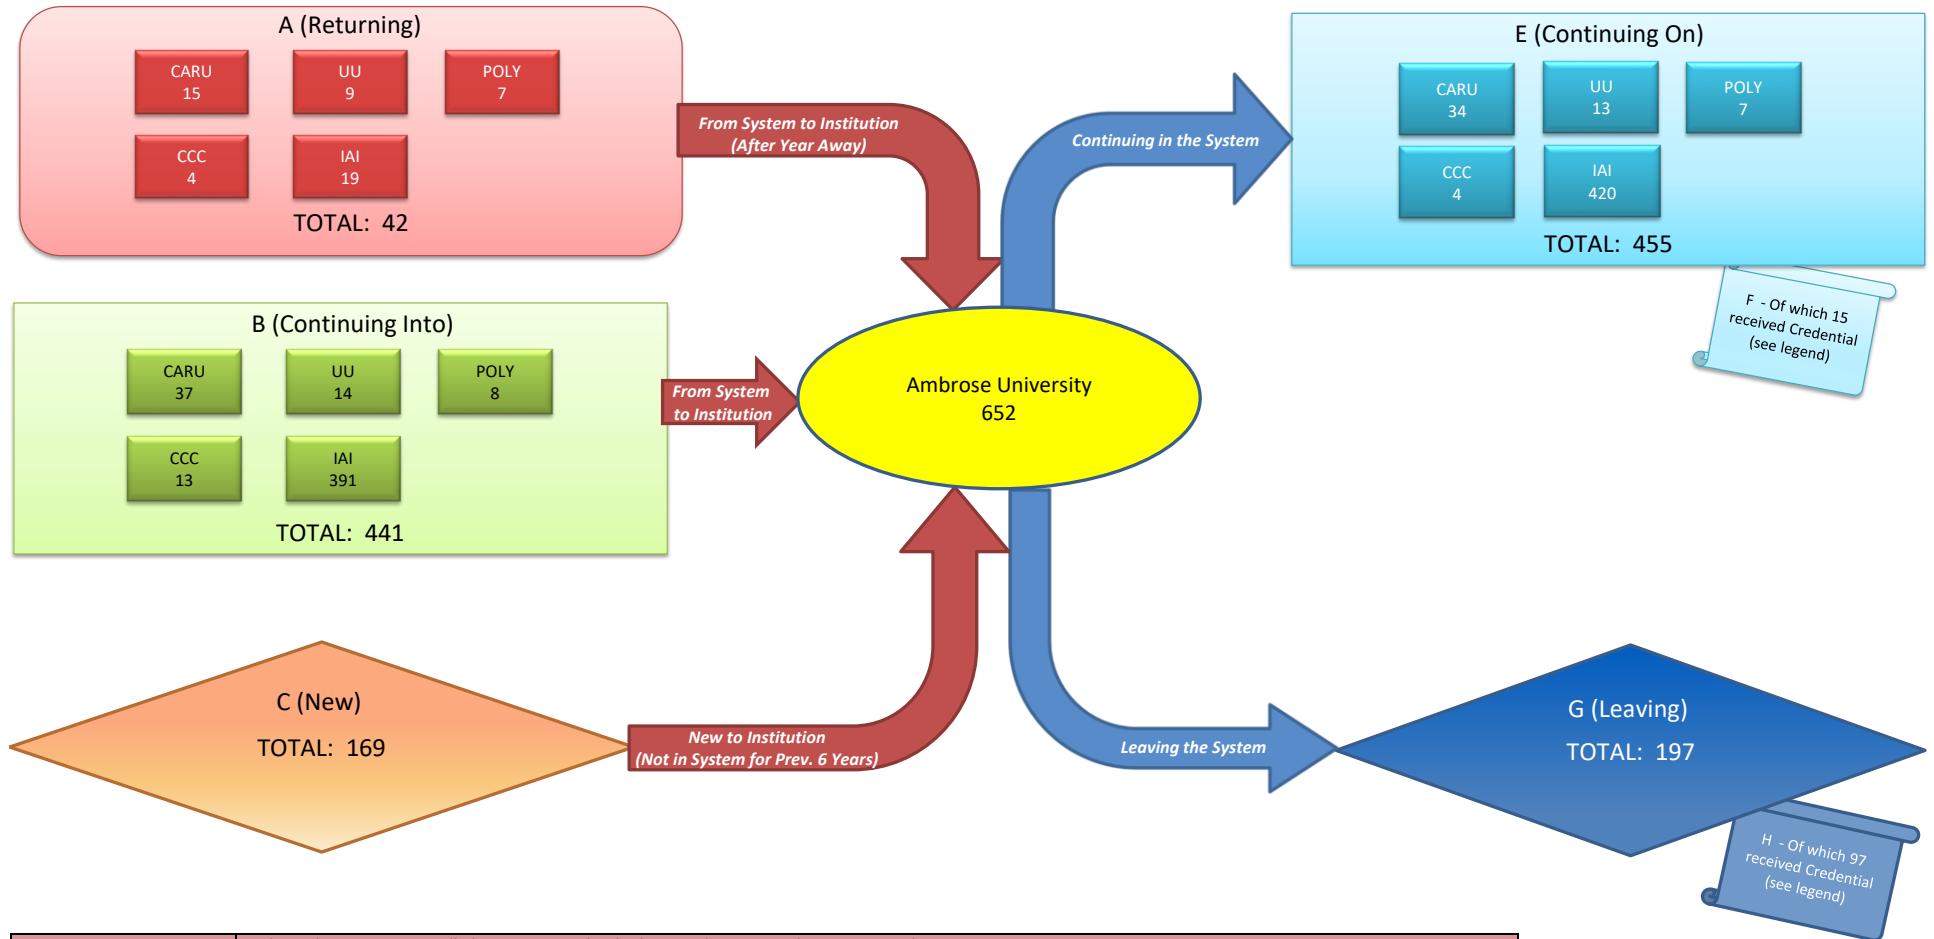 A (Returning)
CARU
15
UU
9
POLY
7
CCC
4
IAI
19
TOTAL: 42
From System to Institution
(After Year Away)
Continuing in the System
E (Continuing On)
CARU
34
UU
13
POLY
7
CCC
4
IAI
420
TOTAL: 455
F - Of which 15
received Credential
(see legend)
B (Continuing Into)
CARU
37
UU
14
POLY
8
CCC
13
IAI
391
TOTAL: 441
From System
to Institution
Ambrose University
652
C (New)
TOTAL: 169
New to Institution
(Not in System for Prev. 6 Years)
Leaving the System
G (Leaving)
TOTAL: 197
H - Of which 97
received Credential
(see legend)